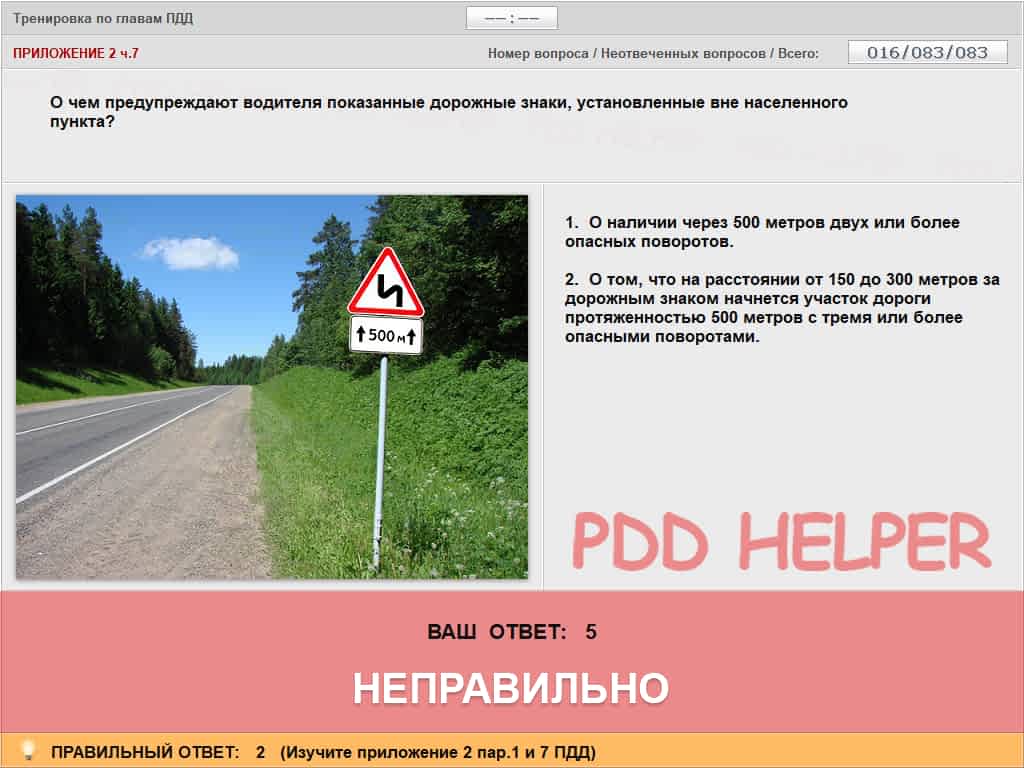 Тренировка по главам ПДД
–– : ––
ПРИЛОЖЕНИЕ 2 ч.7
Номер вопроса / Неотвеченных вопросов / Всего:
016/083/083
О чем предупреждают водителя показанные дорожные знаки, установленные вне населенного
пункта?
500 м
1. О наличии через 500 метров двух или более
опасных поворотов.
2. О том, что на расстоянии от 150 до 300 метров за
дорожным знаком начнется участок дороги
протяженностью 500 метров с тремя или более
опасными поворотами.
PDD HELPER
ВАШ ОТВЕТ: 5
НЕПРАВИЛЬНО
ПРАВИЛЬНЫЙ ОТВЕТ: 2 (Изучите приложение 2 пар.1 и 7 ПДД)